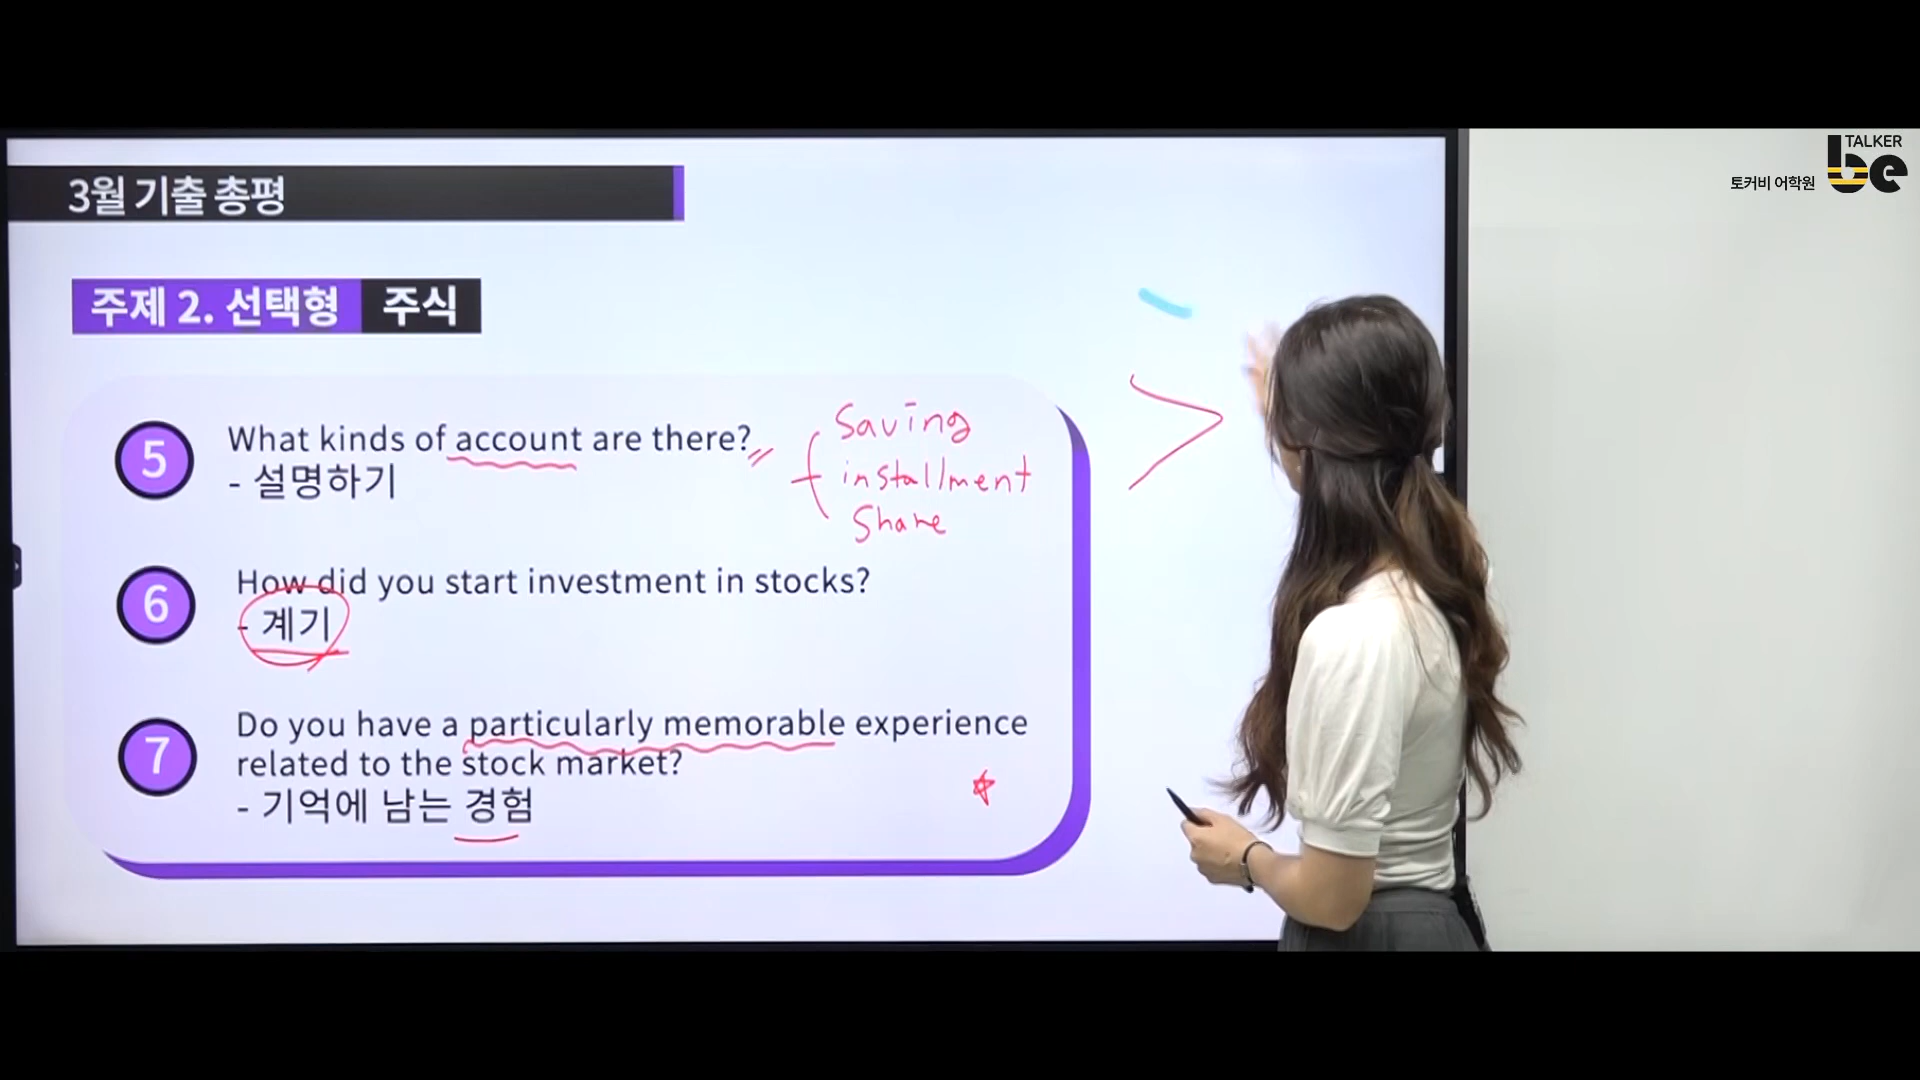 TALKER
be
토커비 어학원
3월 기출 총평
주제 2. 선택형 주식
5 What kinds of account are there?
- 설명하기
Saving
installment
Share
6 How did you start investment in stocks?
- 계기
7 Do you have a particularly memorable experience
related to the stock market?
- 기억에 남는 경험